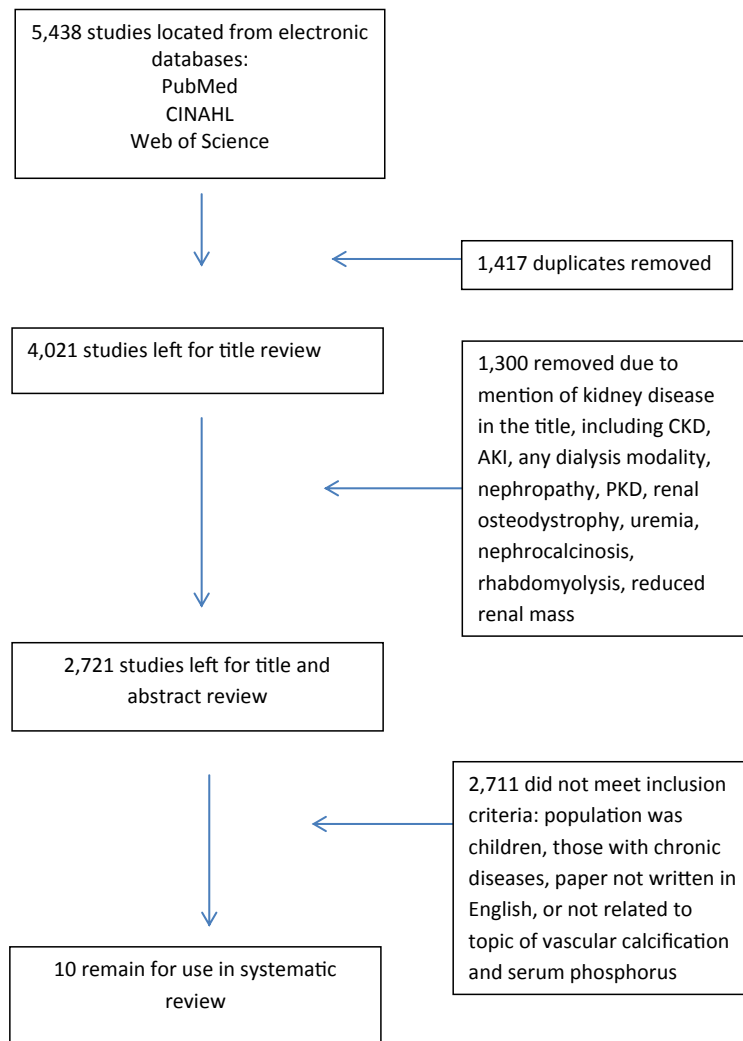 5,438 studies located from electronic
databases:
PubMed
CINAHL
Web of Science
1,417 duplicates removed
4,021 studies left for title review
1,300 removed due to
mention of kidney disease
in the title, including CKD,
AKI, any dialysis modality,
nephropathy, PKD, renal
osteodystrophy, uremia,
nephrocalcinosis,
rhabdomyolysis, reduced
renal mass
2,721 studies left for title and
abstract review
2,711 did not meet inclusion
criteria: population was
children, those with chronic
diseases, paper not written in
English, or not related to
topic of vascular calcification
and serum phosphorus
10 remain for use in systematic
review